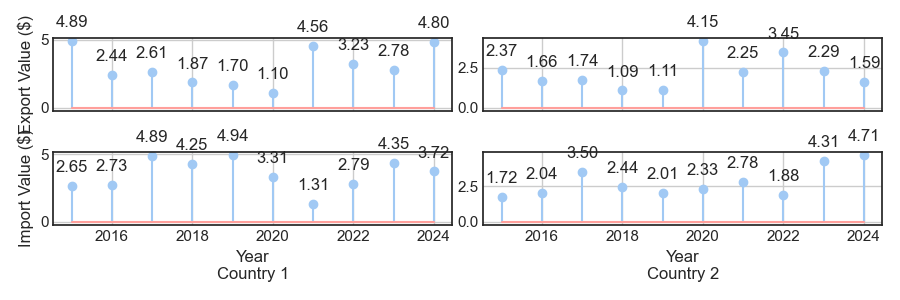 4.89 2.44 2.61 1.87 1.70 1.10 4.56 3.23 2.78 4.80
5
0
Export Value ($)
2.37 1.66 1.74 1.09 1.11 4.15 2.25 3.45 2.29 1.59
2.5
0.0
2.65 2.73 4.89 4.25 4.94 3.31 1.31 2.79 4.35 3.72
5
0
Import Value ($)
2016 2018 2020 2022 2024
Year
Country 1
1.72 2.04 3.50 2.44 2.01 2.33 2.78 1.88 4.31 4.71
2.5
0.0
2016 2018 2020 2022 2024
Year
Country 2